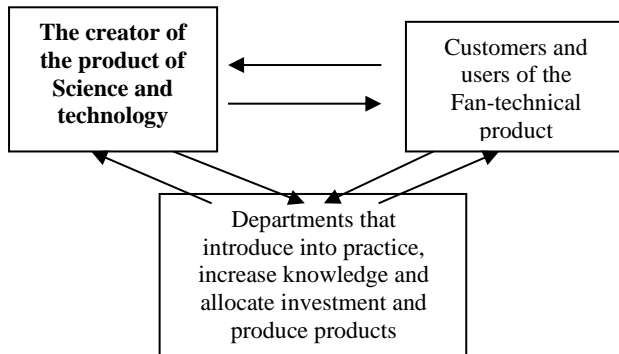 The creator of
the product of
Science and
technology
Customers and
users of the
Fan-technical
product
Departments that
introduce into practice,
increase knowledge and
allocate investment and
produce products